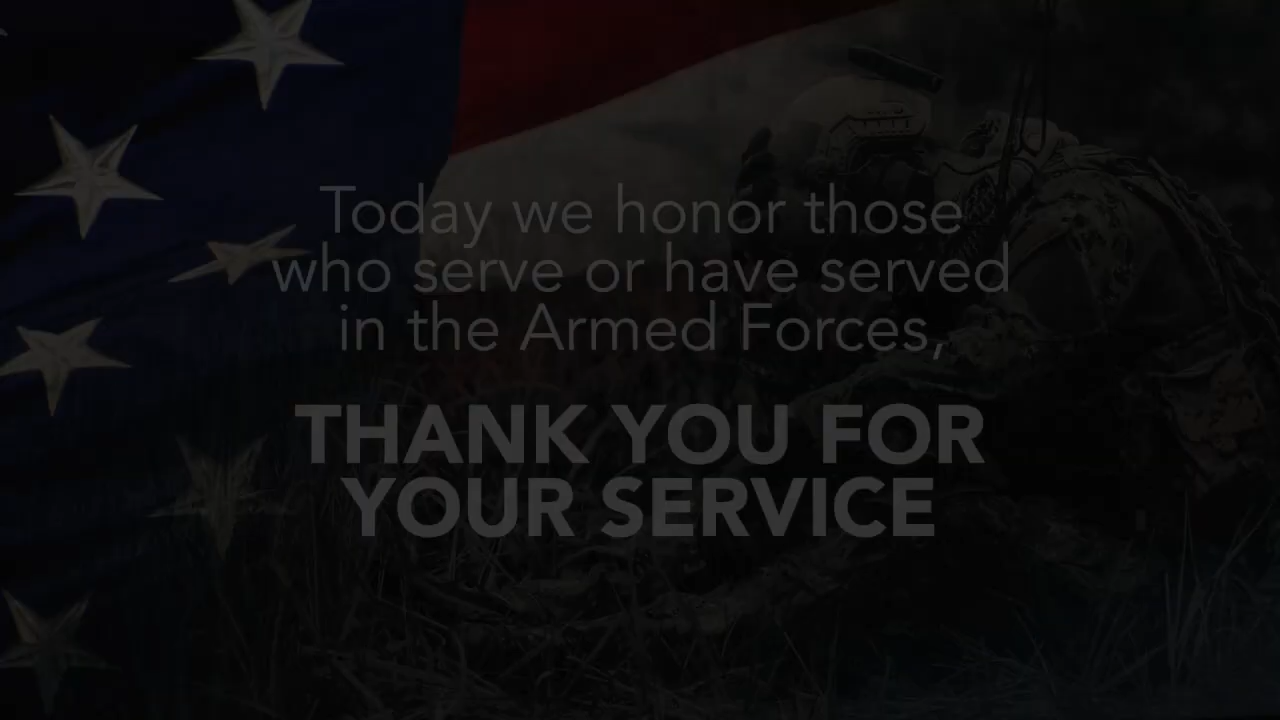 Today we honor those
who serve or have served
in the Armed Forces,
THANK YOU FOR
YOUR SERVICE